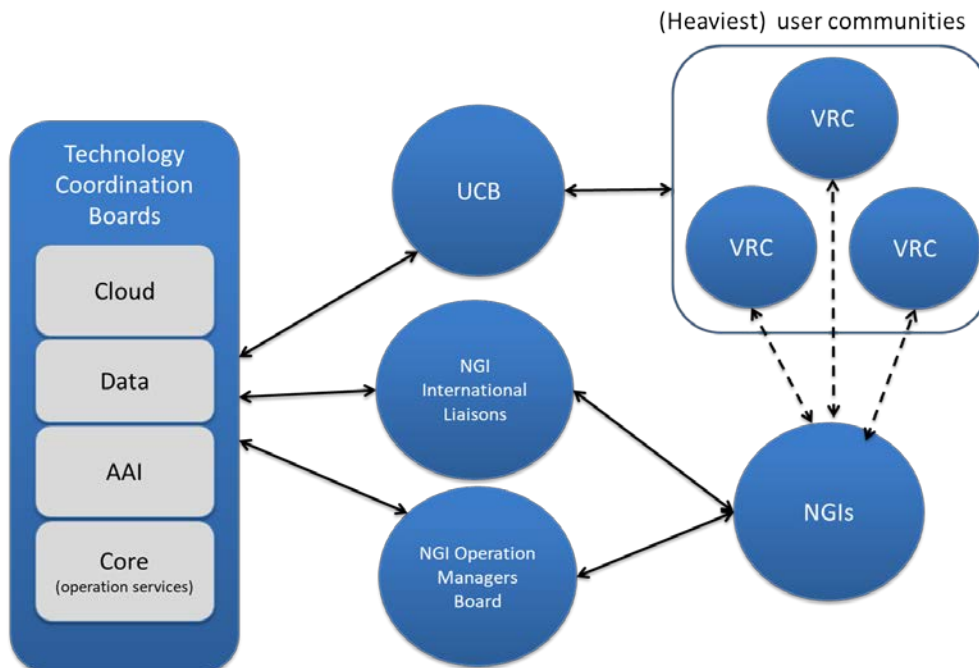 (Heaviest) user communities
Technology
Coordination
Boards
Cloud
Data
AAI
Core
(operation services)
UCB
NGI
International
Liaisons
NGI Operation
Managers
Board
VRC
VRC
VRC
NGIs